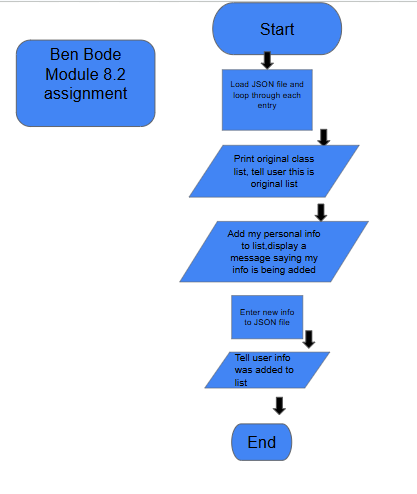 Ben Bode
Module 8.2
assignment
Start
Load JSON file and
loop through each
entry
Print original class
list, tell user this is
original list
Add my personal info
to list,display a
message saying my
info is being added
Enter new info
to JSON file
Tell user info
was added to
list
End